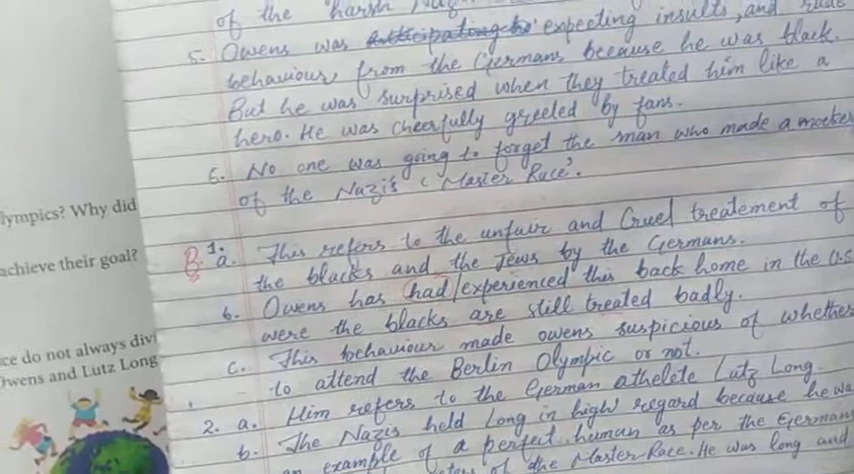 of the harsh
5. Owens was expecting insults, and rude
behaviour, from the Germans because he was black.
But he was surprised when they treated him like a
hero. He was cheerfully greeted by fans.
6. No one was going to forget the man who made a mocker
of the Nazi's 'Master Race'.
B. 1. a. This refers to the unfair and Cruel treatement of
the blacks and the Jews by the Germans.
b. Owens has had experienced this back home in the U.S
were the blacks are still treated badly.
c. This behaviour made owens suspicious of whether
to attend the Berlin Olympic or not.
2. a. Him refers to the German athelete Lutz Long.
b. The Nazis held Long in high regard because he wa
an example of a perfect human as per the German
of the Master Race. He was long and
lympics? Why did
achieve their goal?
ce do not always divi
Owens and Lutz Long